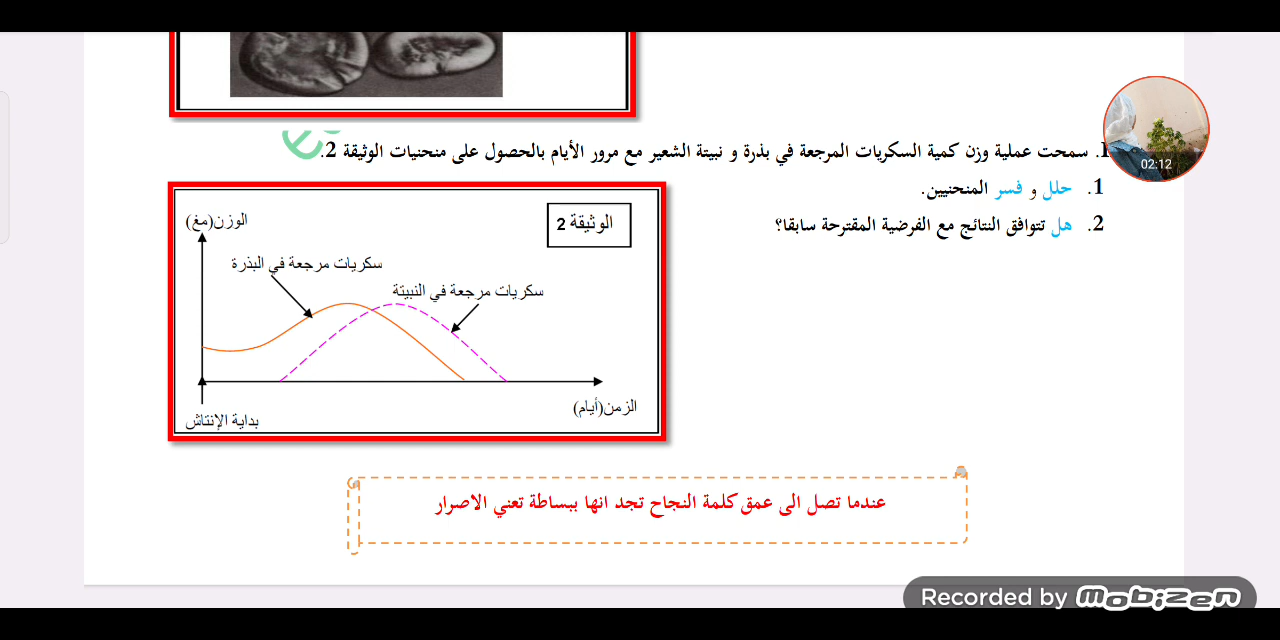 1. سمحت عملية وزن كمية السكريات المرجعة في بذرة و نبيتة الشعير مع مرور الأيام بالحصول على منحنيات الوثيقة 2.
1. حلل و فسر المنحنيين.
2. هل تتوافق النتائج مع الفرضية المقترحة سابقا؟
الوثيقة 2
الوزن(مغ)
سكريات مرجعة في البذرة
سكريات مرجعة في النبيتة
الزمن(أيام)
بداية الإنتاش
عندما تصل الى عمق كلمة النجاح تجد انها ببساطة تعني الاصرار
02:12
Recorded by mobizen